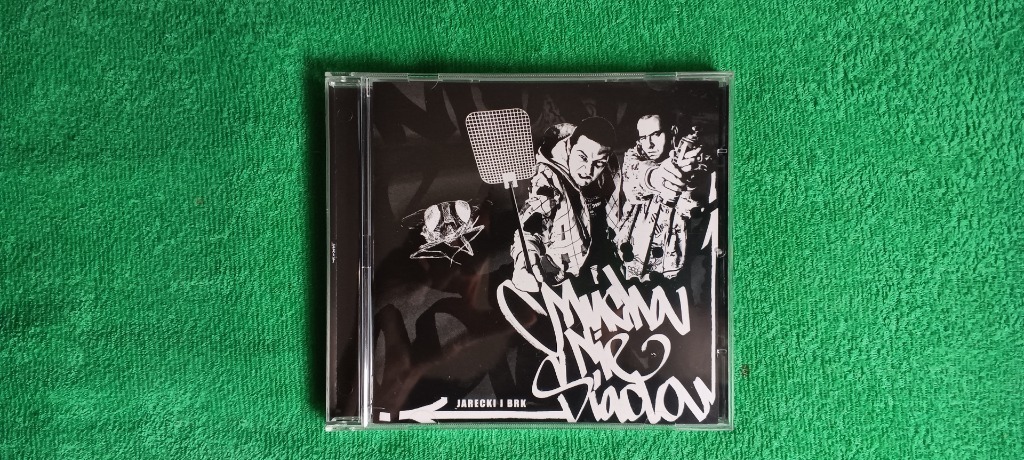 Mucha
Nie
Siada
JARECKI I BRK